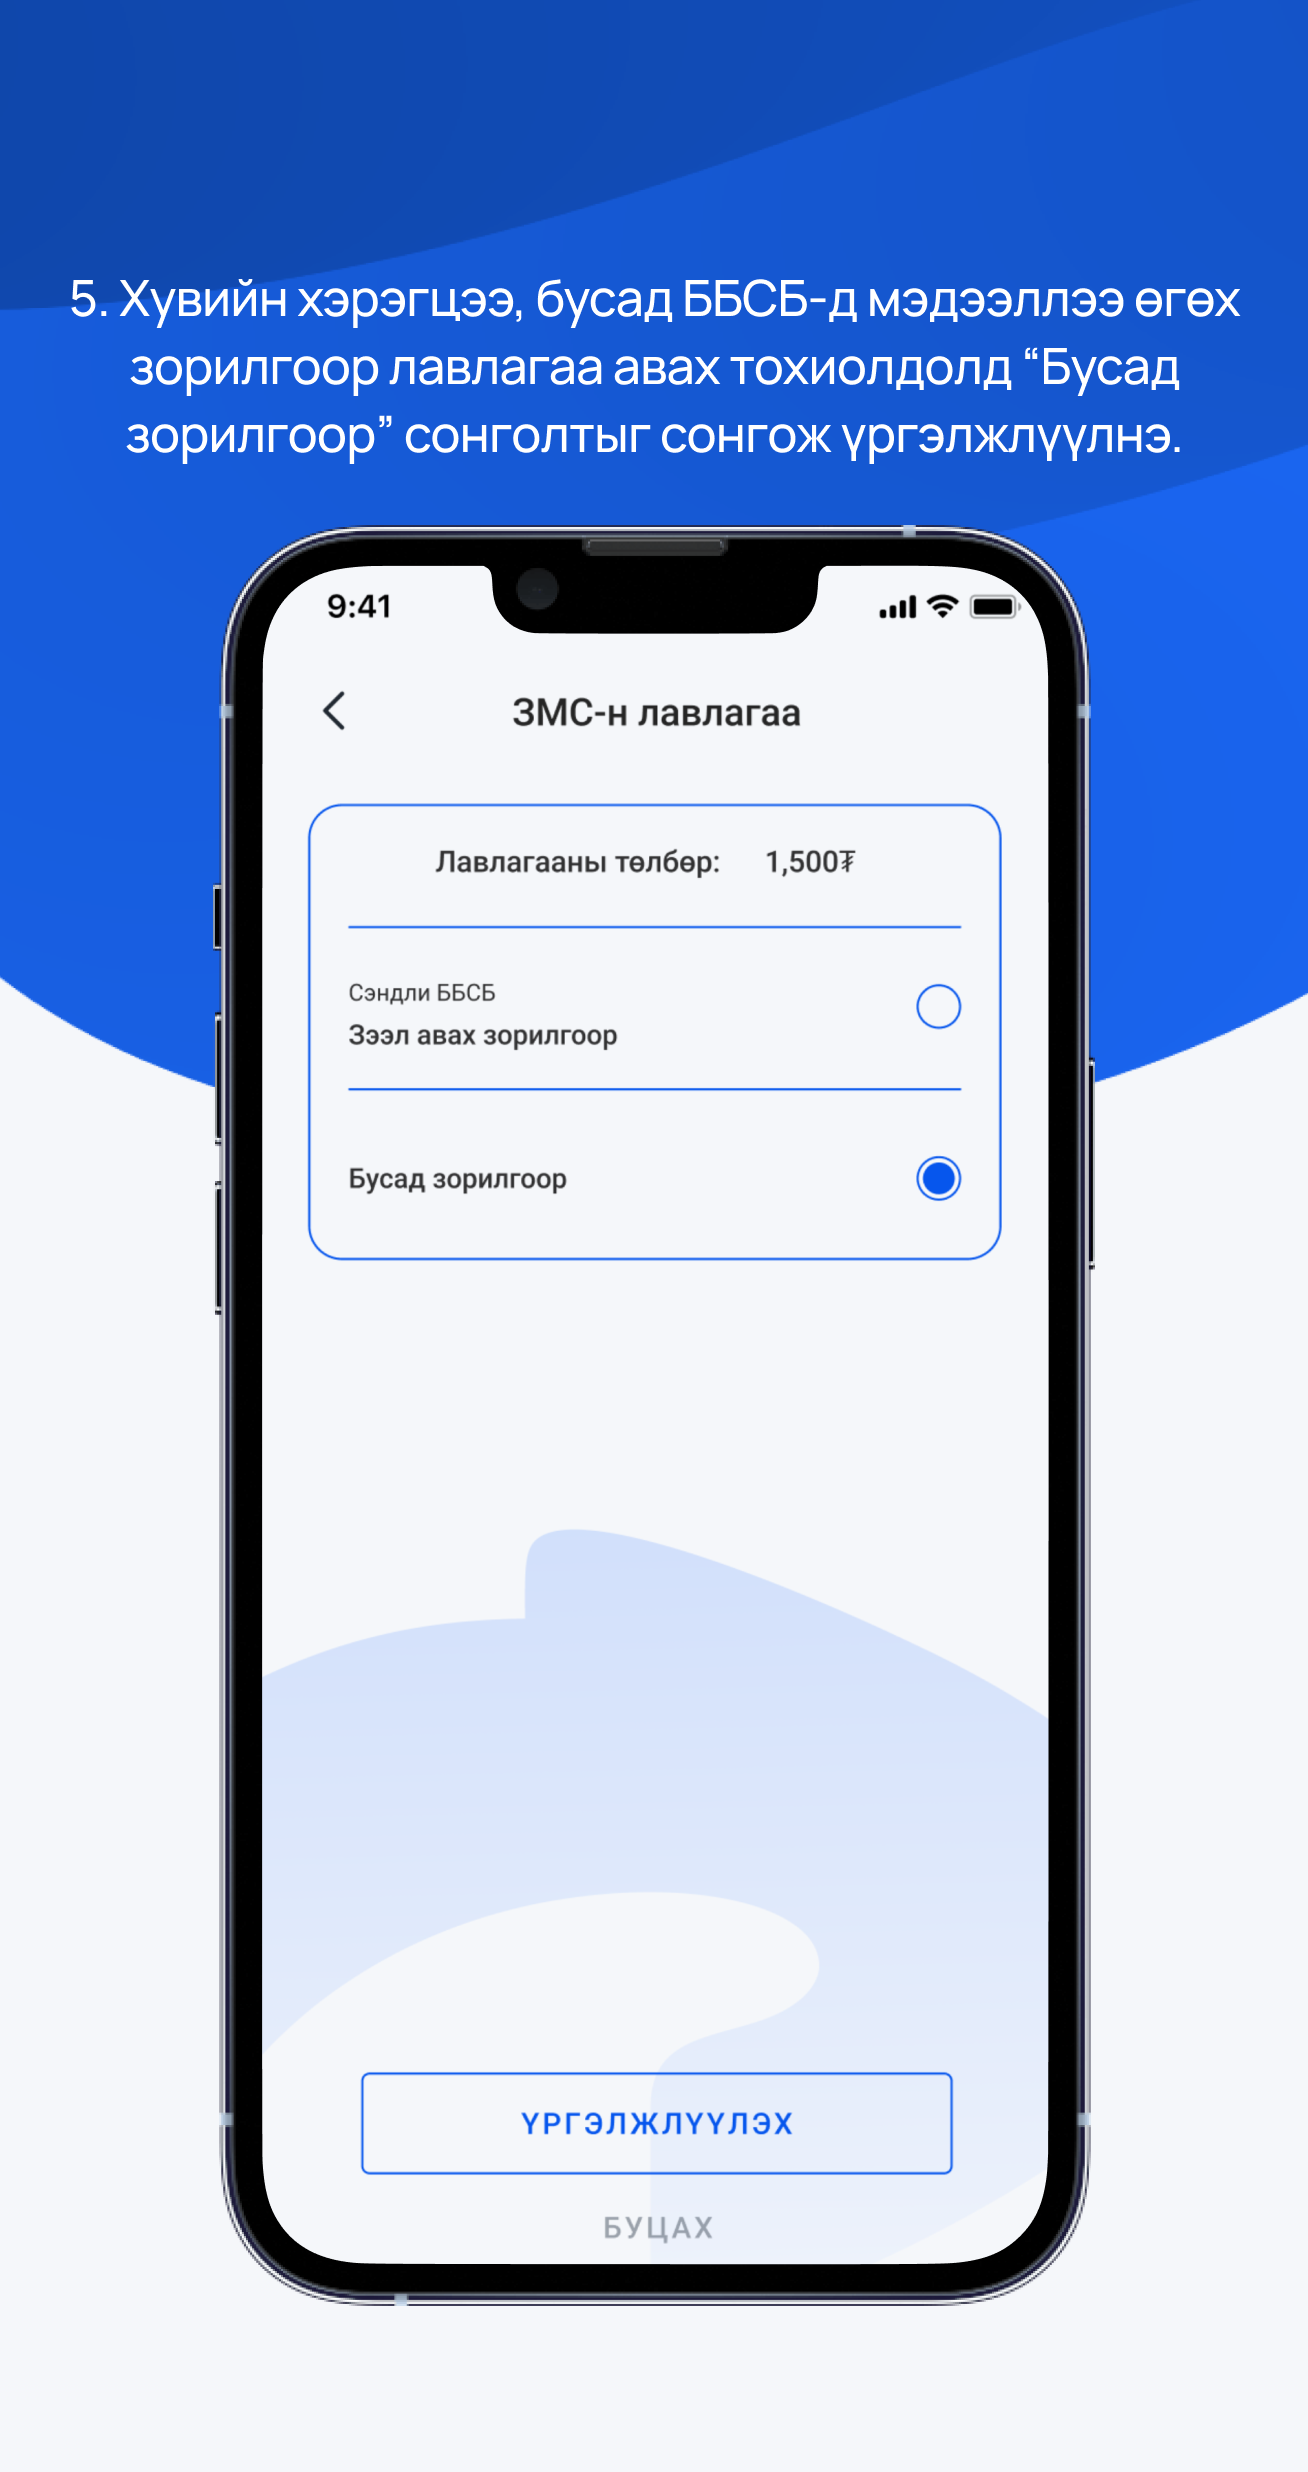 5. Хувийн хэрэгцээ, бусад ББСБ-д мэдээллээ өгөх
зорилгоор лавлагаа авах тохиолдолд “Бусад
зорилгоор” сонголтыг сонгож үргэлжлүүлнэ.
9:41
ЗМС-н лавлагаа
Лавлагааны төлбөр: 1,500₮
Сэндли ББСБ
Зээл авах зорилгоор
Бусад зорилгоор
ҮРГЭЛЖЛҮҮЛЭХ
БУЦАХ